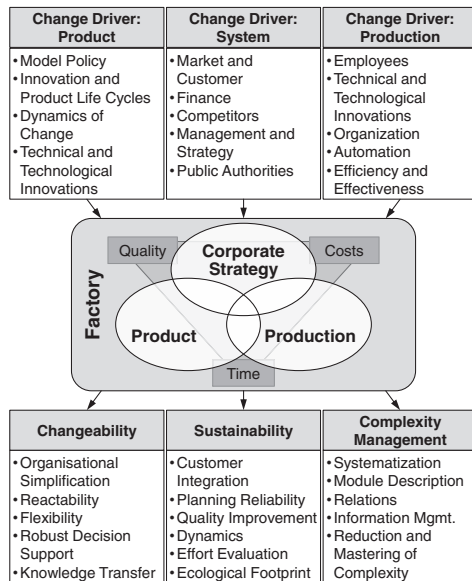 Change Driver:
Product
• Model Policy
• Innovation and
Product Life Cycles
• Dynamics of
Change
• Technical and
Technological
Innovations
Change Driver:
System
• Market and
Customer
• Finance
• Competitors
• Management and
Strategy
• Public Authorities
Change Driver:
Production
• Employees
• Technical and
Technological
Innovations
• Organization
• Automation
• Efficiency and
Effectiveness
Factory
Quality
Corporate
Strategy
Costs
Product
Production
Time
Changeability
• Organisational
Simplification
• Reactability
• Flexibility
• Robust Decision
Support
• Knowledge Transfer
Sustainability
• Customer
Integration
• Planning Reliability
• Quality Improvement
• Dynamics
• Effort Evaluation
• Ecological Footprint
Complexity
Management
• Systematization
• Module Description
• Relations
• Information Mgmt.
• Reduction and
Mastering of
Complexity